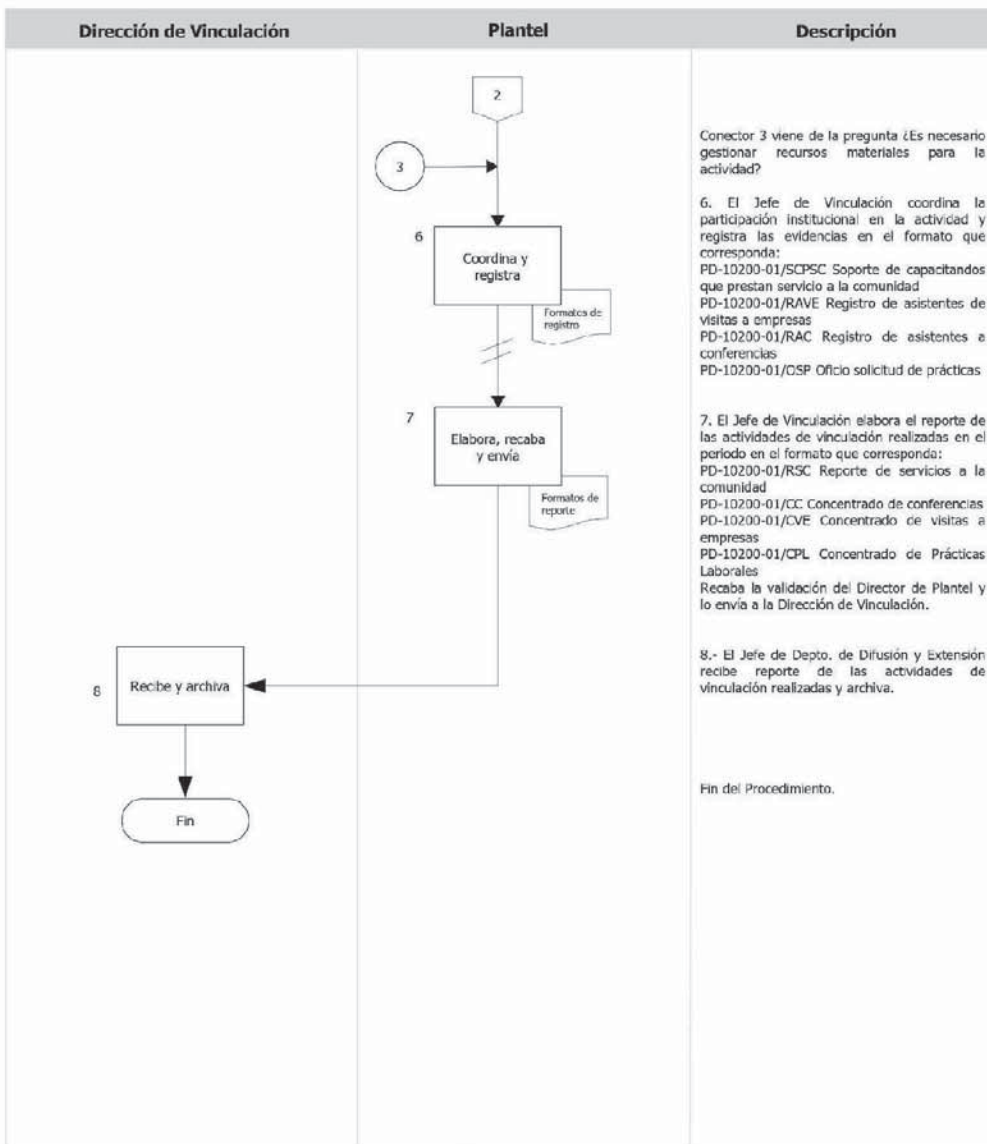 Dirección de Vinculación
Plantel
Descripción
2
3
6
Coordina y
registra
Formatos de
registro
7
Elabora, recaba
y envía
Formatos de
reporte
8
Recibe y archiva
Fin
Conector 3 viene de la pregunta ¿Es necesario
gestionar recursos materiales para la
actividad?
6. El Jefe de Vinculación coordina la
participación institucional en la actividad y
registra las evidencias en el formato que
corresponda:
PD-10200-01/SCPSC Soporte de capacitandos
que prestan servicio a la comunidad
PD-10200-01/RAVE Registro de asistentes de
visitas a empresas
PD-10200-01/RAC Registro de asistentes a
conferencias
PD-10200-01/OSP Oficio solicitud de prácticas
7. El Jefe de Vinculación elabora el reporte de
las actividades de vinculación realizadas en el
periodo en el formato que corresponda:
PD-10200-01/RSC Reporte de servicios a la
comunidad
PD-10200-01/CC Concentrado de conferencias
PD-10200-01/CVE Concentrado de visitas a
empresas
PD-10200-01/CPL Concentrado de Prácticas
Laborales
Recaba la validación del Director de Plantel y
lo envía a la Dirección de Vinculación.
8.- El Jefe de Depto. de Difusión y Extensión
recibe reporte de las actividades de
vinculación realizadas y archiva.
Fin del Procedimiento.